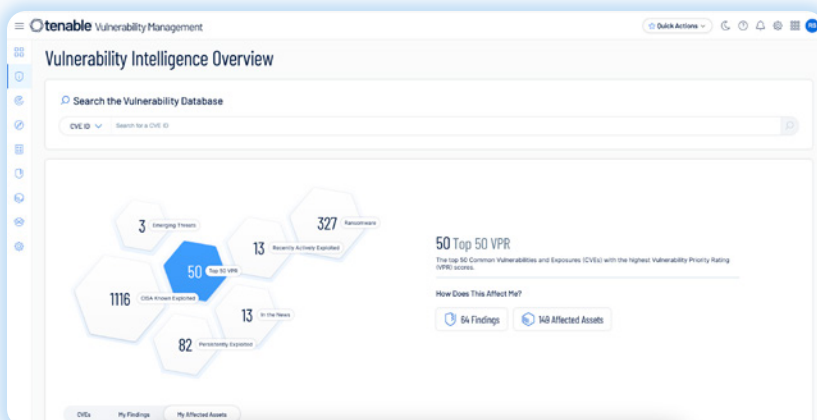 tenable Vulnerability Management
Quick Actions
RS
Vulnerability Intelligence Overview
Search the Vulnerability Database
CVE ID
Search for a CVE ID
3 Emerging Threats
327 Ransomware
13 Recently Actively Exploited
50 Top 50 VPR
1116 CISA Known Exploited
13 In the News
82 Persistently Exploited
50 Top 50 VPR
The top 50 Common Vulnerabilities and Exposures (CVEs) with the highest Vulnerability Priority Rating
(VPR) scores.
How Does This Affect Me?
64 Findings
149 Affected Assets
CVEs
My Findings
My Affected Assets